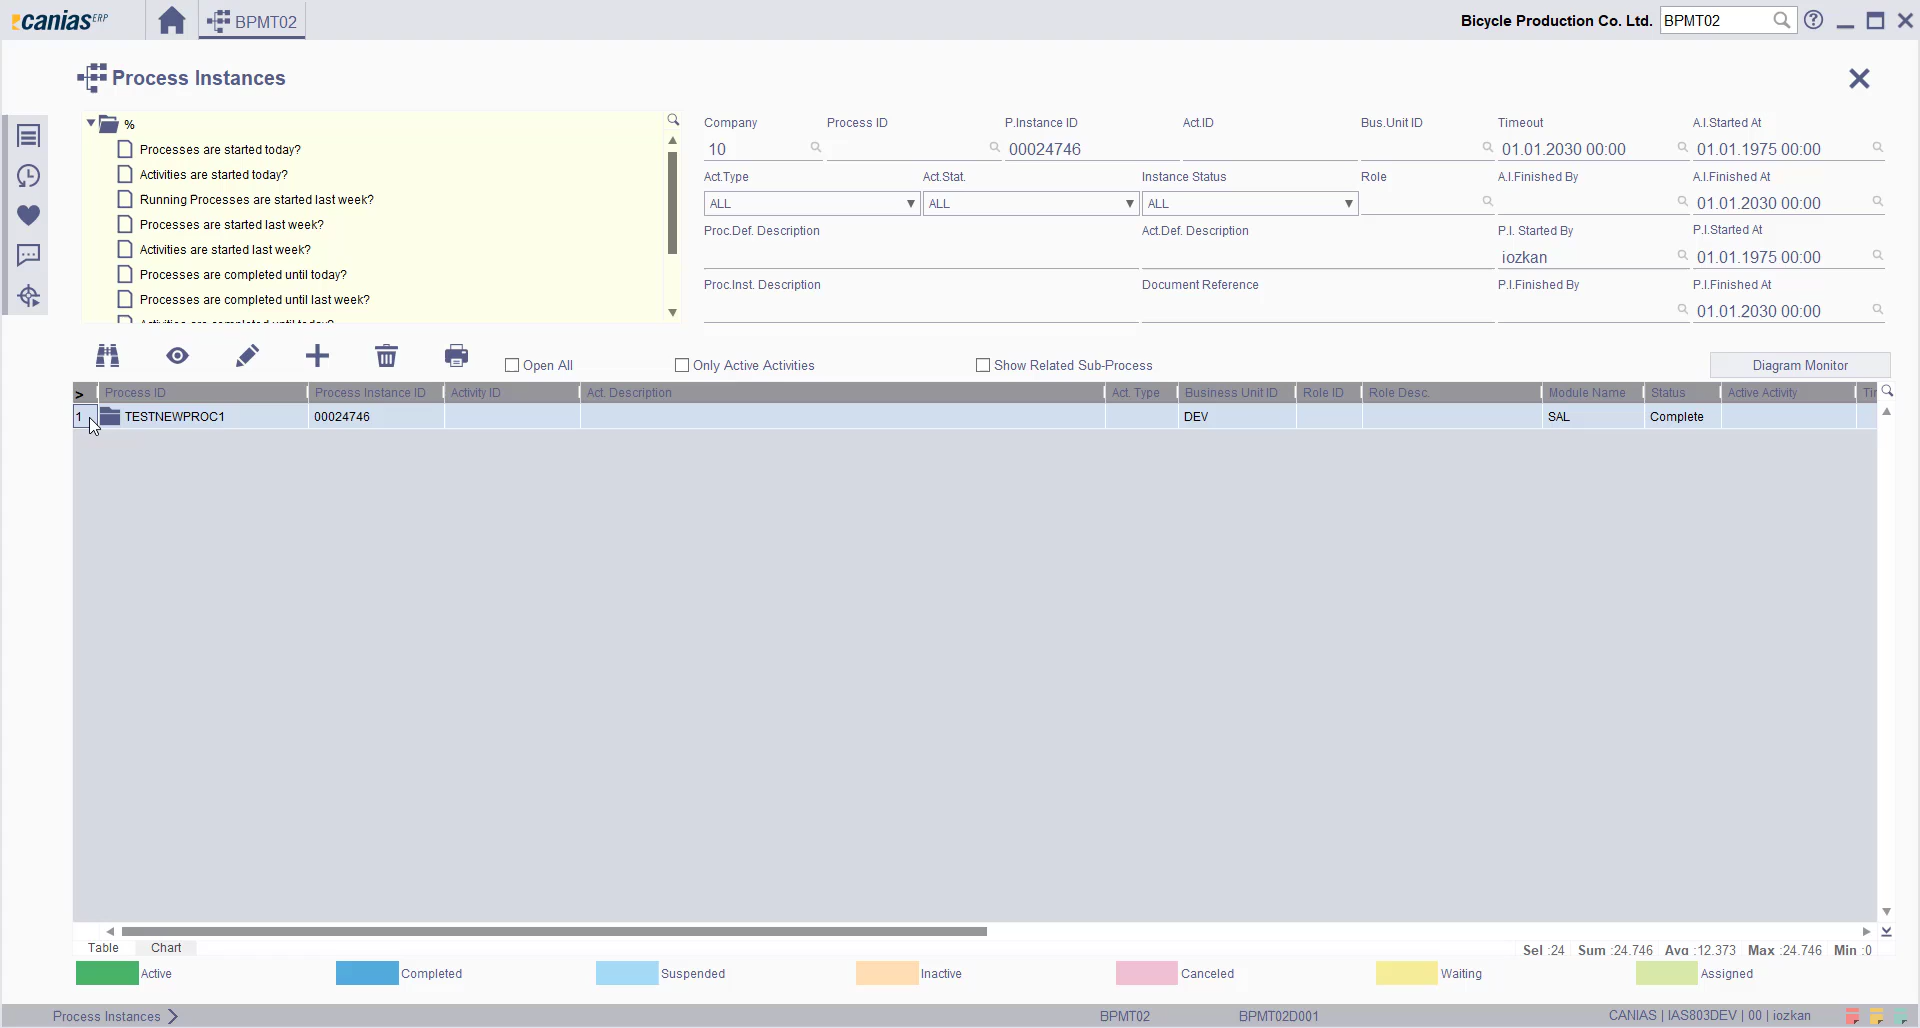 canias ERP
BPMT02
Bicycle Production Co. Ltd.
BPMT02
Process Instances
%
Processes are started today?
Activities are started today?
Running Processes are started last week?
Processes are started last week?
Activities are started last week?
Processes are completed until today?
Processes are completed until last week?
Activities are completed until today?
Company Process ID P.Instance ID Act.ID Bus.Unit ID Timeout A.I.Started At
10 00024746 01.01.2030 00:00 01.01.1975 00:00
Act.Type Act.Stat. Instance Status Role A.I.Finished By A.I.Finished At
ALL ALL ALL 01.01.2030 00:00
Proc.Def. Description Act.Def. Description P.I. Started By P.I.Started At
iozkan 01.01.1975 00:00
Proc.Inst. Description Document Reference P.I.Finished By P.I.Finished At
01.01.2030 00:00
Open All Only Active Activities Show Related Sub-Process Diagram Monitor
> Process ID Process Instance ID Activity ID Act. Description Act. Type Business Unit ID Role ID Role Desc. Module Name Status Active Activity
1 TESTNEWPROC1 00024746 DEV SAL Complete
Table Chart
Sel :24 Sum :24.746 Avg :12.373 Max :24.746 Min :0
Active Completed Suspended Inactive Canceled Waiting Assigned
Process Instances BPMT02 BPMT02D001 CANIAS | IAS803DEV | 00 | iozkan